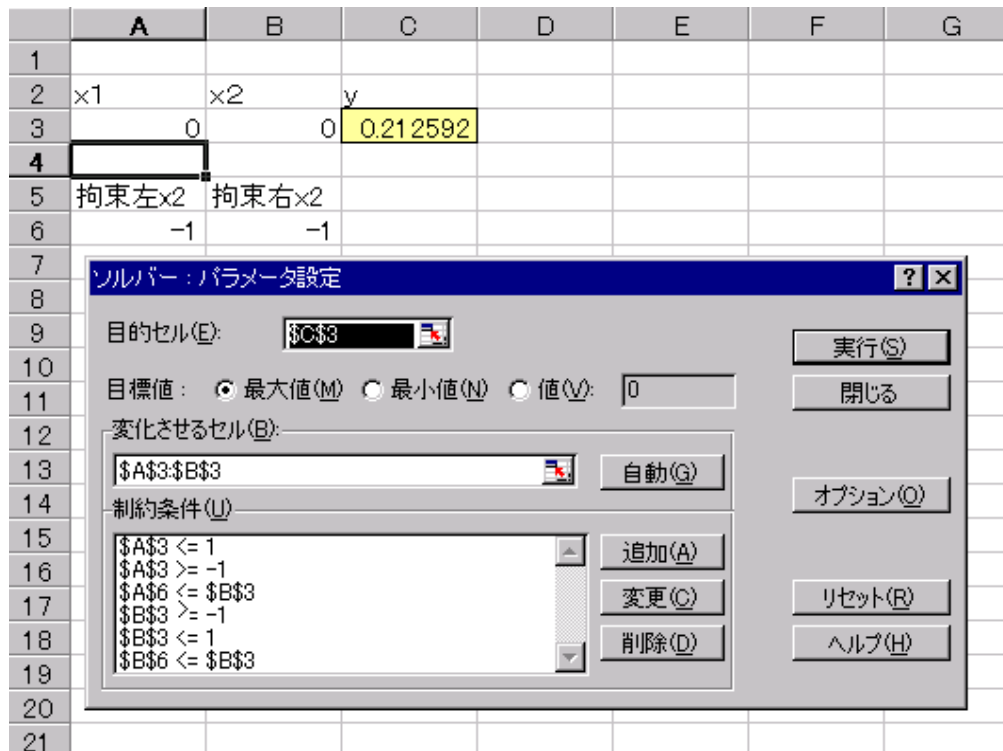 A B C D E F G
1
2 x1 x2 y
3 0 0 0.212592
4
5 拘束左x2 拘束右x2
6 -1 -1
7
ソルバー：パラメータ設定 ? ×
8
9 目的セル(E): $C$3 実行(S)
10
11 目標値： 最大値(M) 最小値(N) 値(V): 0 閉じる
12 変化させるセル(B):
13 $A$3:$B$3 自動(G)
14 制約条件(U) オプション(O)
15 $A$3 <= 1 追加(A)
16 $A$3 >= -1
$A$6 <= $B$3 変更(C) リセット(R)
17 $B$3 >= -1
18 $B$3 <= 1 削除(D) ヘルプ(H)
19 $B$6 <= $B$3
20
21